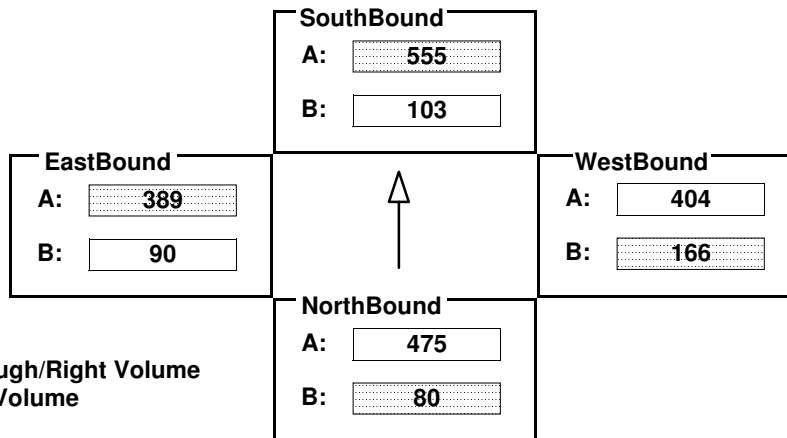 SouthBound
A: 555
B: 103
EastBound
A: 389
B: 90
WestBound
A: 404
B: 166
NorthBound
A: 475
B: 80
ugh/Right Volume
Volume